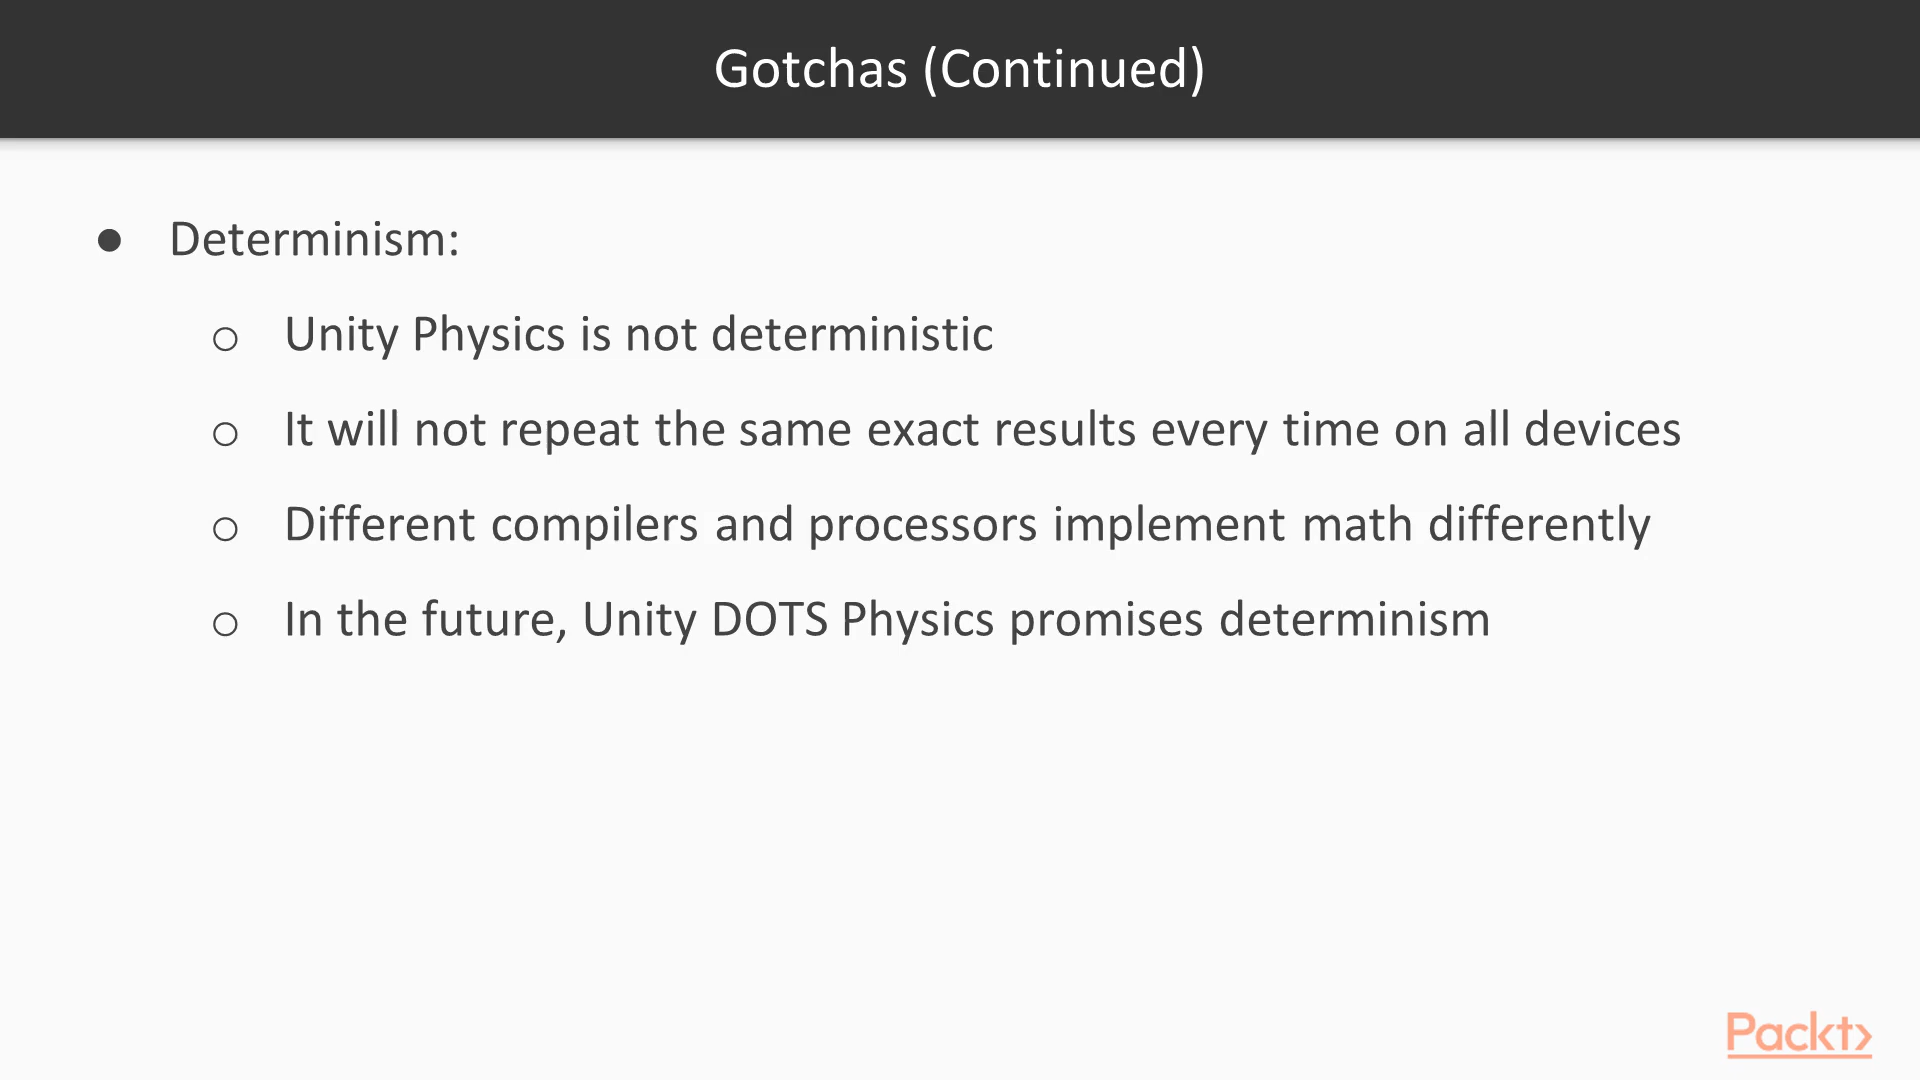 Gotchas (Continued)
● Determinism:
○ Unity Physics is not deterministic
○ It will not repeat the same exact results every time on all devices
○ Different compilers and processors implement math differently
○ In the future, Unity DOTS Physics promises determinism
Packt>